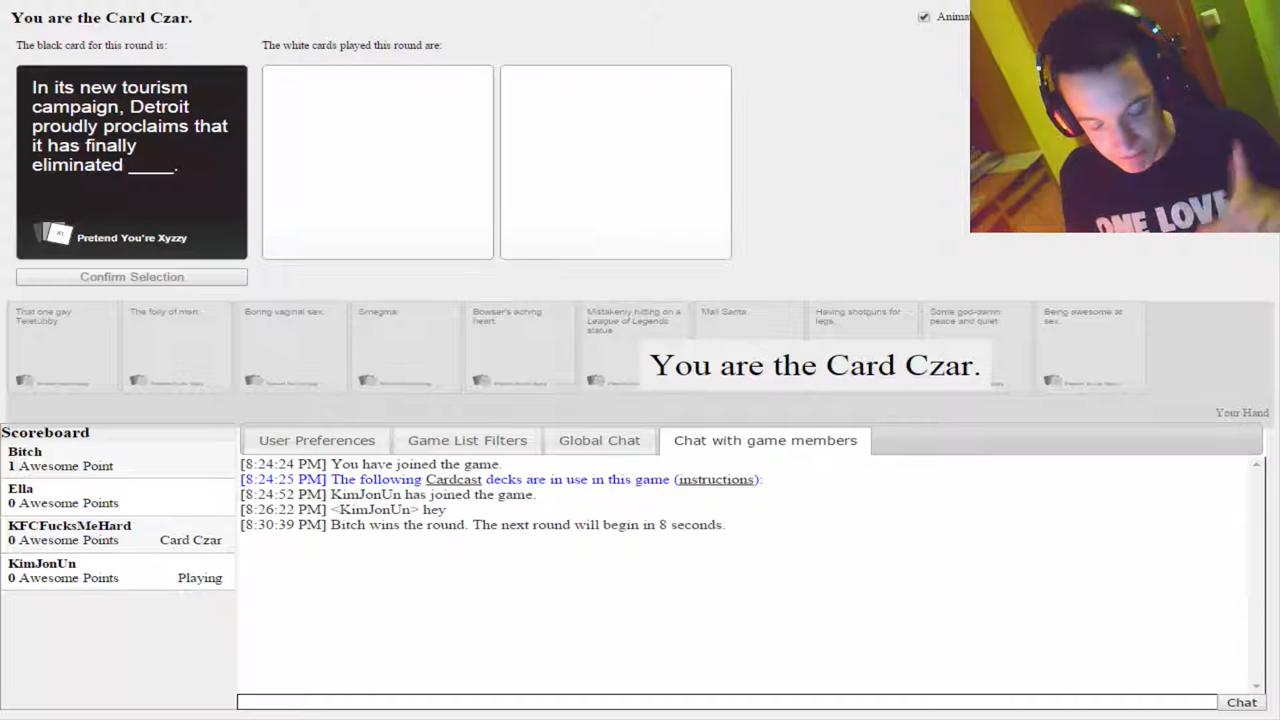 You are the Card Czar.
Anima
The black card for this round is:
The white cards played this round are:
In its new tourism
campaign, Detroit
proudly proclaims that
it has finally
eliminated ____.
Pretend You're Xyzzy
Confirm Selection
ONE LOVE
That one gay
Teletubby.
The folly of man.
Boring vaginal sex.
Smegma.
Bowser's aching
heart.
Mistakenly hitting on a
League of Legends
statue.
Mall Santa.
Having shotguns for
legs.
Some god-damn
peace and quiet.
Being awesome at
sex.
You are the Card Czar.
Your Hand
Scoreboard
Bitch
1 Awesome Point
Ella
0 Awesome Points
KFCFucksMeHard
0 Awesome Points Card Czar
KimJonUn
0 Awesome Points Playing
User Preferences
Game List Filters
Global Chat
Chat with game members
[8:24:24 PM] You have joined the game.
[8:24:25 PM] The following Cardcast decks are in use in this game (instructions):
[8:24:52 PM] KimJonUn has joined the game.
[8:26:22 PM] <KimJonUn> hey
[8:30:39 PM] Bitch wins the round. The next round will begin in 8 seconds.
Chat